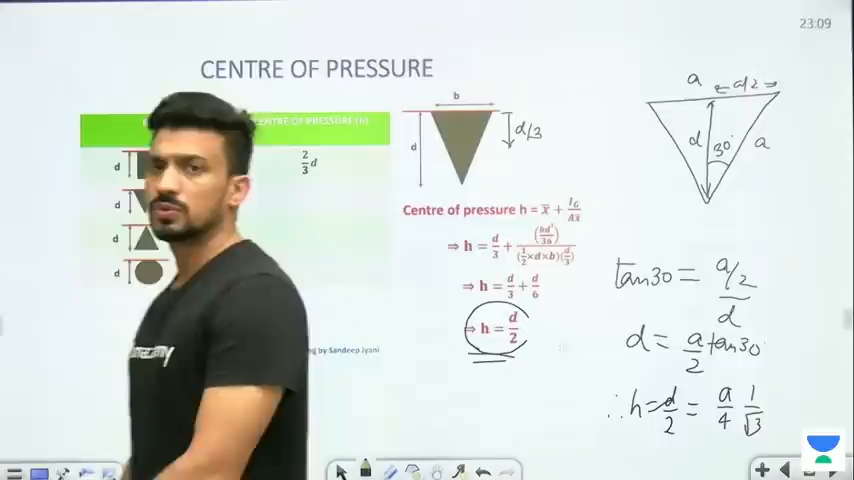 23:09
CENTRE OF PRESSURE
CENTRE OF PRESSURE (h)
d
2/3 d
d
d
d
b
d
d/3
Centre of pressure h = x̄ + I_G/Ax̄
⇒ h = d/3 + (bd³/36)/((1/2×d×b)(d/3))
⇒ h = d/3 + d/6
⇒ h = d/2
by Sandeep Jyani
a
a/2
d
30°
a
tan30 = a/2/d
d = a/2 tan30
∴ h = d/2 = a/4 1/√3